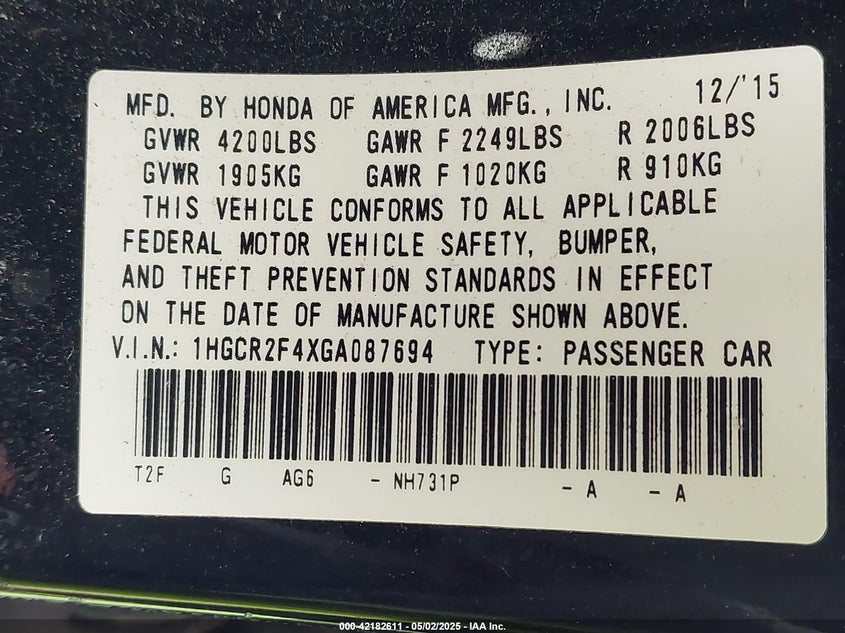 12/'15
MFD. BY HONDA OF AMERICA MFG., INC.
GVWR 4200LBS GAWR F 2249LBS R 2006LBS
GVWR 1905KG GAWR F 1020KG R 910KG
THIS VEHICLE CONFORMS TO ALL APPLICABLE
FEDERAL MOTOR VEHICLE SAFETY, BUMPER,
AND THEFT PREVENTION STANDARDS IN EFFECT
ON THE DATE OF MANUFACTURE SHOWN ABOVE.
V.I.N.: 1HGCR2F4XGA087694 TYPE: PASSENGER CAR
T2F G AG6 - NH731P - A - A
000-42182611 - 05/02/2025 - IAA Inc.